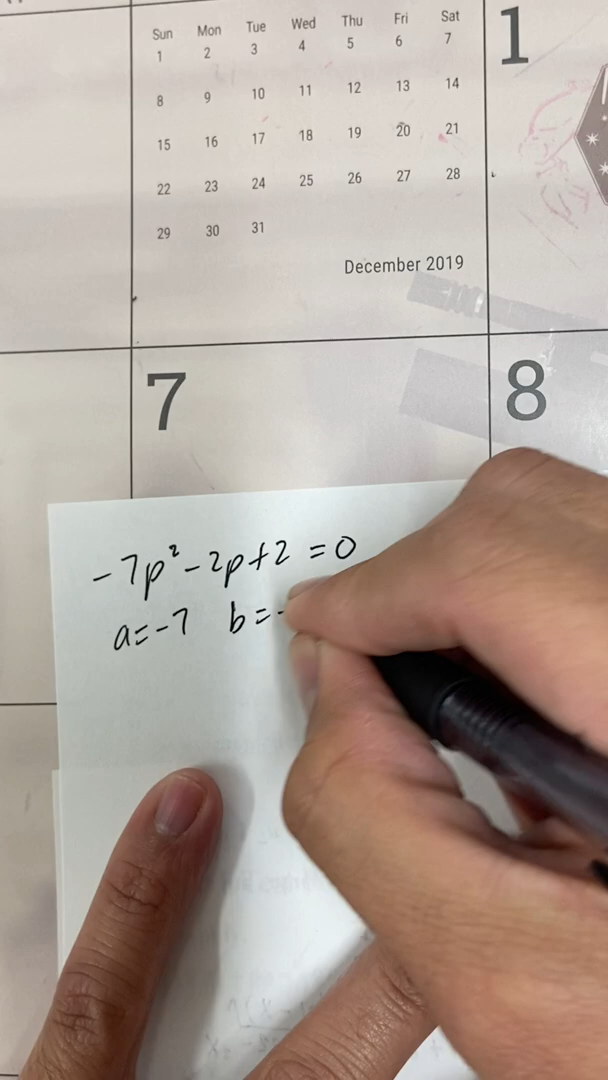 Sun Mon Tue Wed Thu Fri Sat
1 2 3 4 5 6 7
8 9 10 11 12 13 14
15 16 17 18 19 20 21
22 23 24 25 26 27 28
29 30 31
December 2019
1
7
8
-7p²-2p+2=0
a=-7 b=-